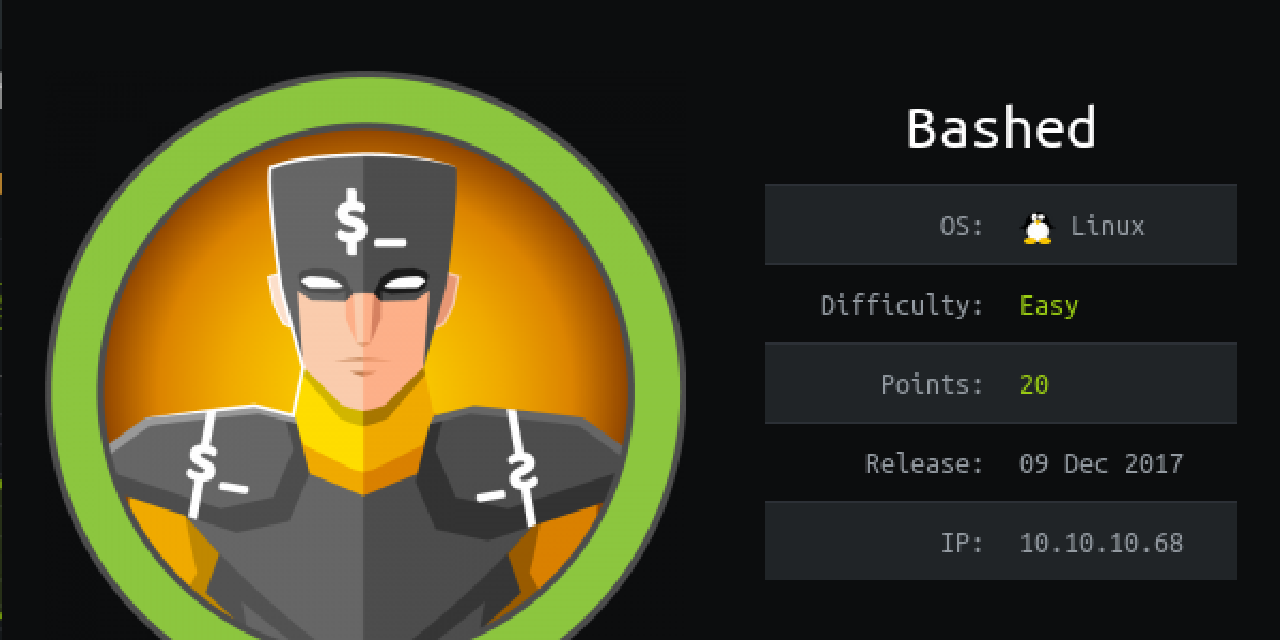 Bashed
OS: Linux
Difficulty: Easy
Points: 20
Release: 09 Dec 2017
IP: 10.10.10.68
$_
$_
$_